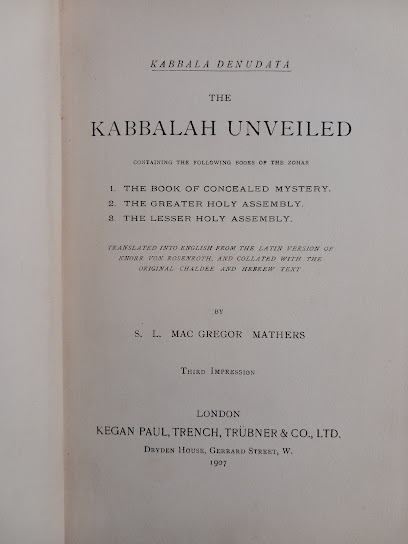 KABBALA DENUDATA
THE
KABBALAH UNVEILED
CONTAINING THE FOLLOWING BOOKS OF THE ZOHAR
1. THE BOOK OF CONCEALED MYSTERY.
2. THE GREATER HOLY ASSEMBLY.
3. THE LESSER HOLY ASSEMBLY.
TRANSLATED INTO ENGLISH FROM THE LATIN VERSION OF
KNORR VON ROSENROTH, AND COLLATED WITH THE
ORIGINAL CHALDEE AND HEBREW TEXT
BY
S. L. MAC GREGOR MATHERS
THIRD IMPRESSION
LONDON
KEGAN PAUL, TRENCH, TRÜBNER & CO., LTD.
DRYDEN HOUSE, GERRARD STREET, W.
1907